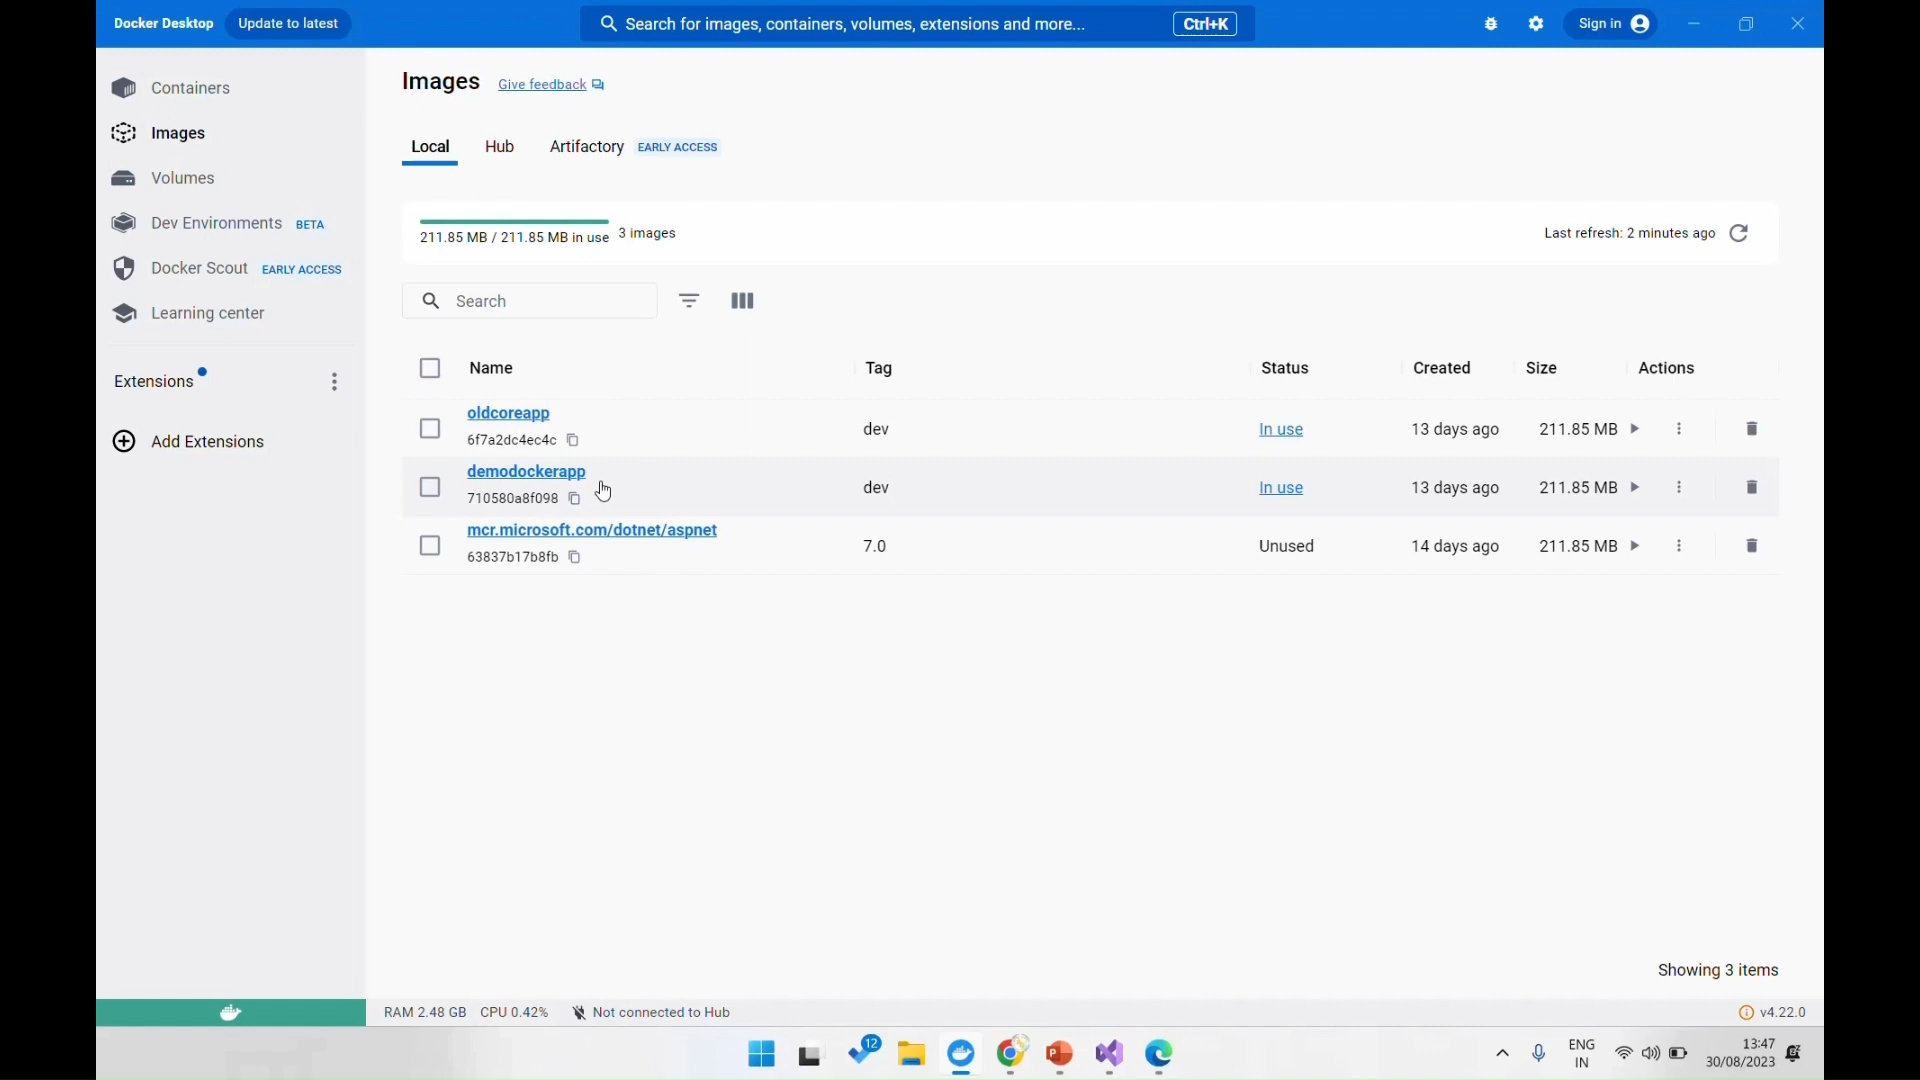 Docker Desktop Update to latest Search for images, containers, volumes, extensions and more... Ctrl+K Sign in
Containers
Images
Volumes
Dev Environments BETA
Docker Scout EARLY ACCESS
Learning center
Extensions
Add Extensions
Images Give feedback
Local Hub Artifactory EARLY ACCESS
211.85 MB / 211.85 MB in use 3 images Last refresh: 2 minutes ago
Search
Name Tag Status Created Size Actions
oldcoreapp
6f7a2dc4ec4c dev In use 13 days ago 211.85 MB
demodockerapp
710580a8f098 dev In use 13 days ago 211.85 MB
mcr.microsoft.com/dotnet/aspnet
63837b17b8fb 7.0 Unused 14 days ago 211.85 MB
Showing 3 items
RAM 2.48 GB CPU 0.42% Not connected to Hub v4.22.0
12
ENG
IN
13:47
30/08/2023